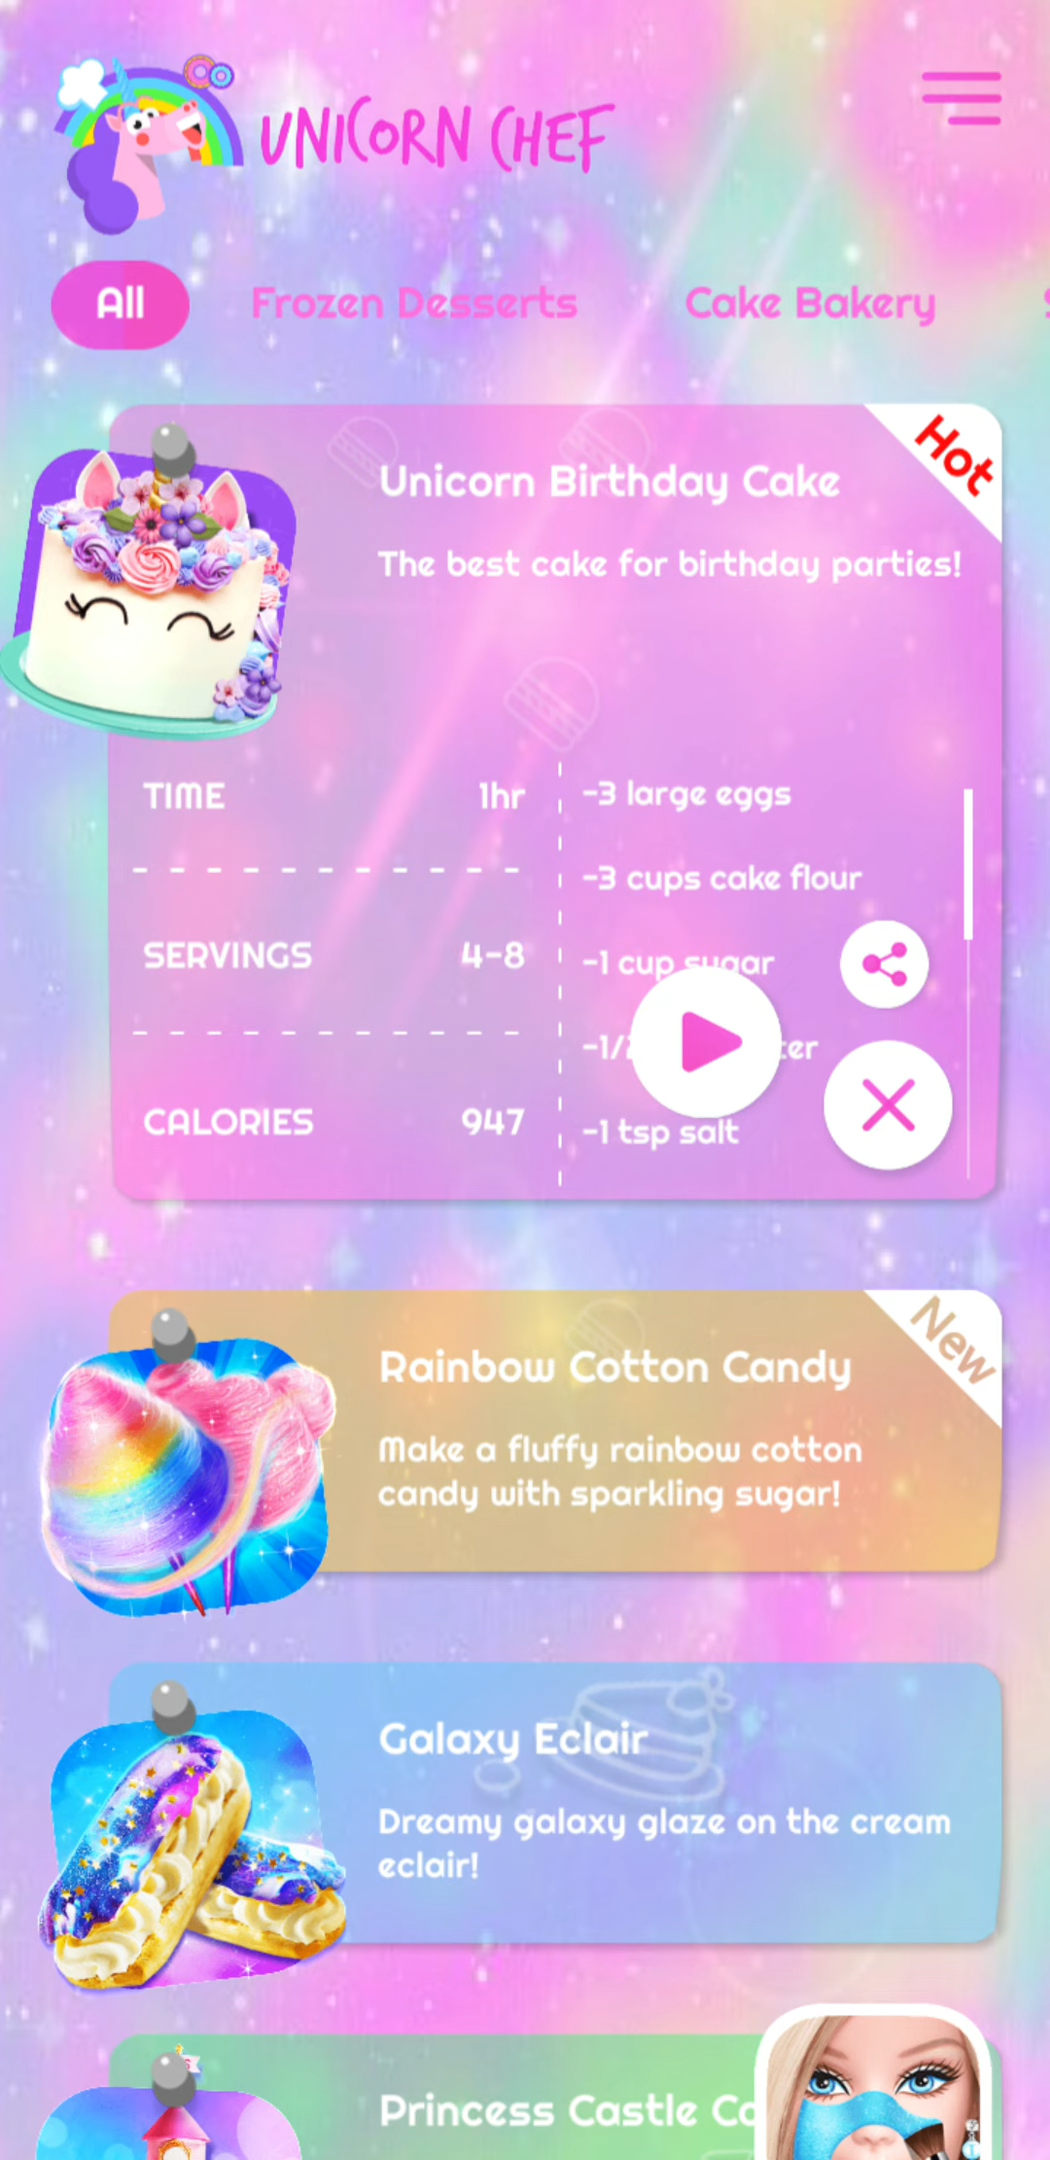 UNICORN CHEF
All Frozen Desserts Cake Bakery
Hot
Unicorn Birthday Cake
The best cake for birthday parties!
TIME 1hr
SERVINGS 4-8
CALORIES 947
-3 large eggs
-3 cups cake flour
-1 cup sugar
-1 tsp salt
New
Rainbow Cotton Candy
Make a fluffy rainbow cotton
candy with sparkling sugar!
Galaxy Eclair
Dreamy galaxy glaze on the cream
eclair!
Princess Castle